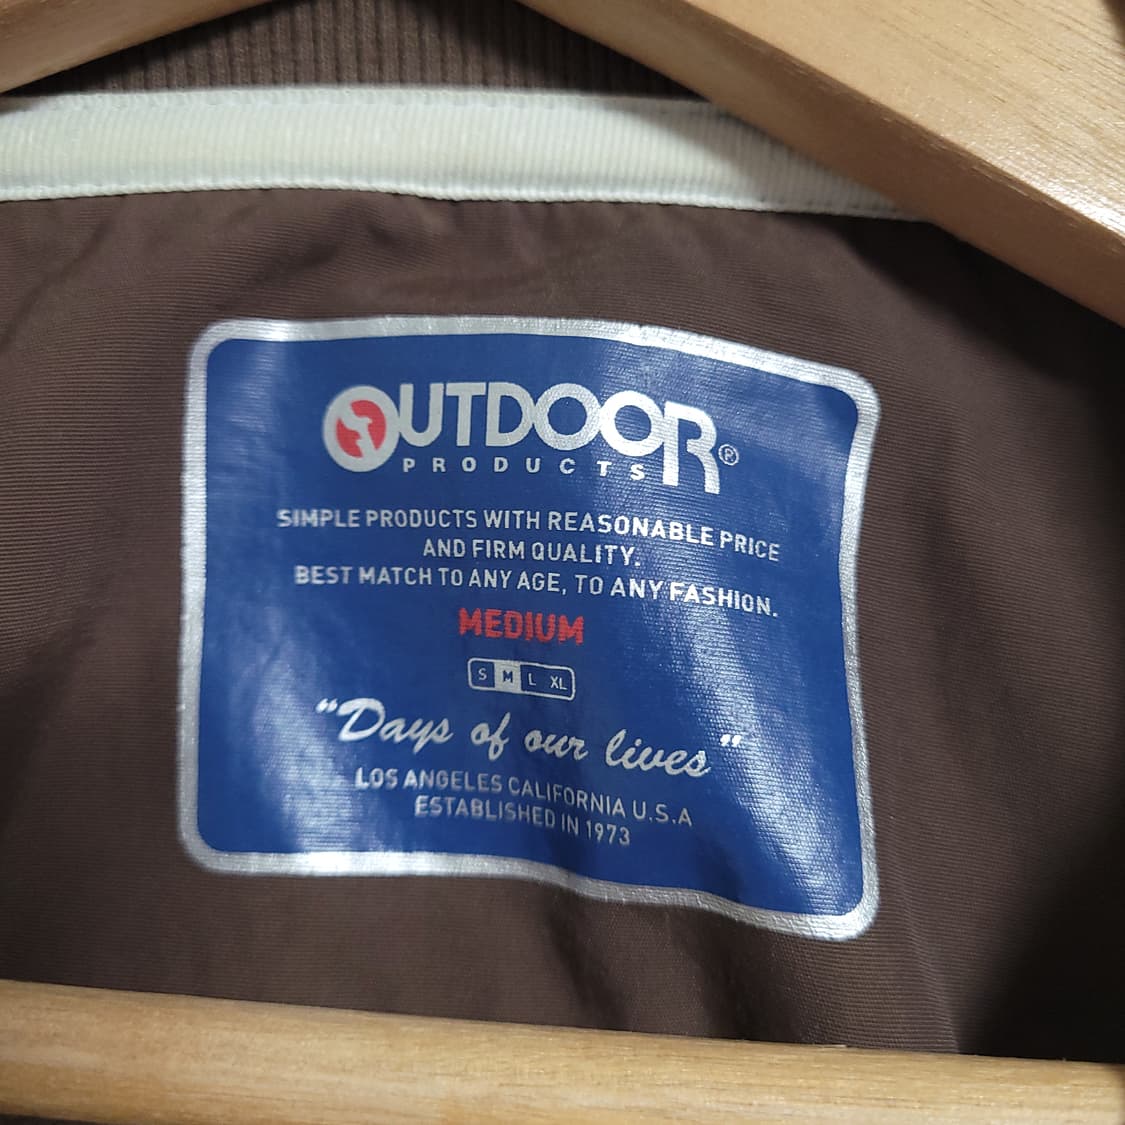 OUTDOOR®
PRODUCTS
SIMPLE PRODUCTS WITH REASONABLE PRICE
AND FIRM QUALITY.
BEST MATCH TO ANY AGE, TO ANY FASHION.
MEDIUM
S M L XL
"Days of our lives"
LOS ANGELES CALIFORNIA U.S.A
ESTABLISHED IN 1973